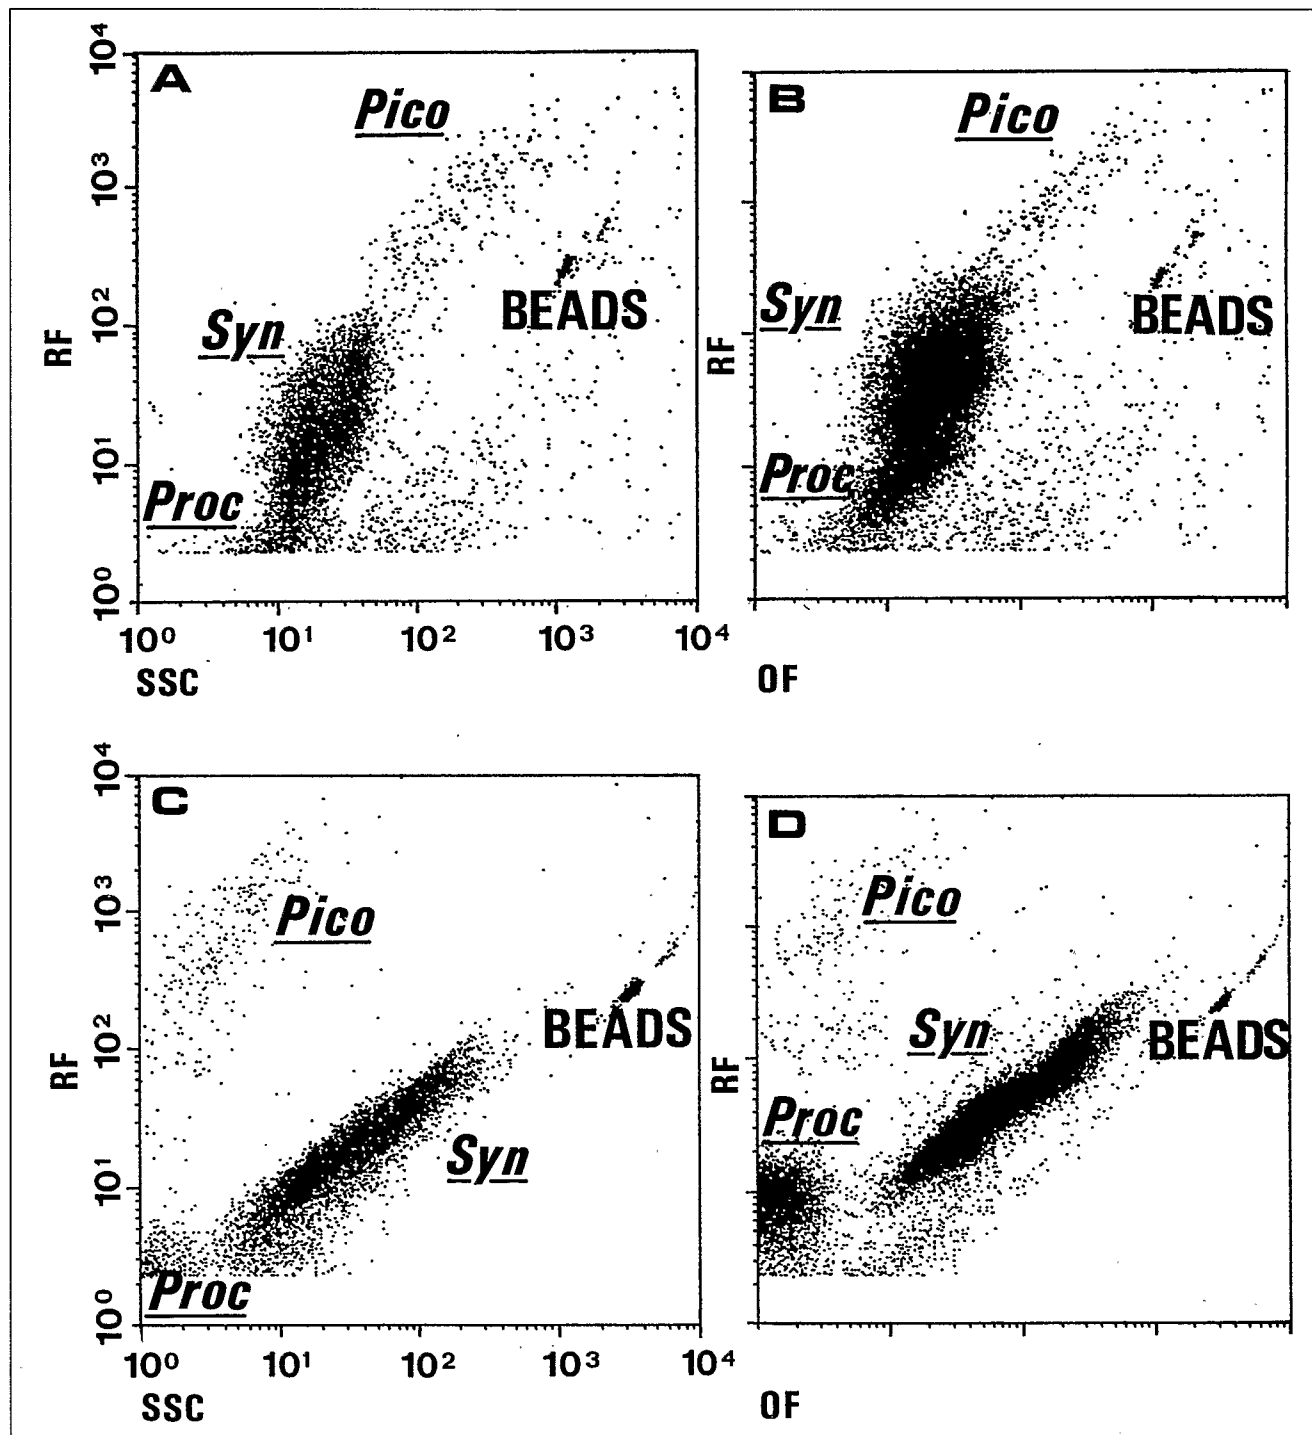 A
Pico
Syn
Proc
BEADS
RF
10⁴
10³
10²
10¹
10⁰
10⁰ 10¹ 10² 10³ 10⁴
SSC
B
Pico
Syn
Proc
BEADS
RF
OF
C
Pico
BEADS
Syn
Proc
RF
10⁴
10³
10²
10¹
10⁰
10⁰ 10¹ 10² 10³ 10⁴
SSC
D
Pico
Syn
BEADS
Proc
RF
OF